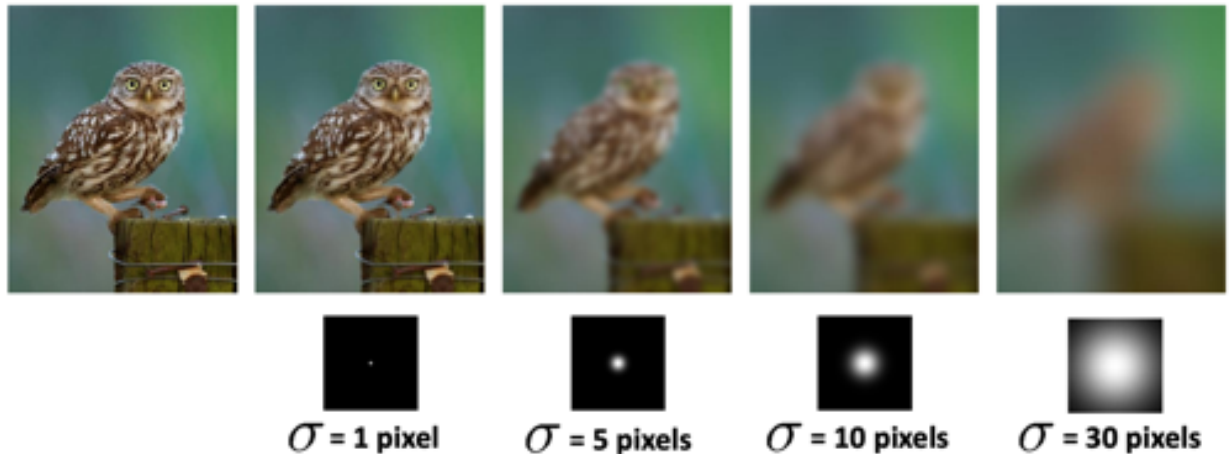 σ = 1 pixel
σ = 5 pixels
σ = 10 pixels
σ = 30 pixels